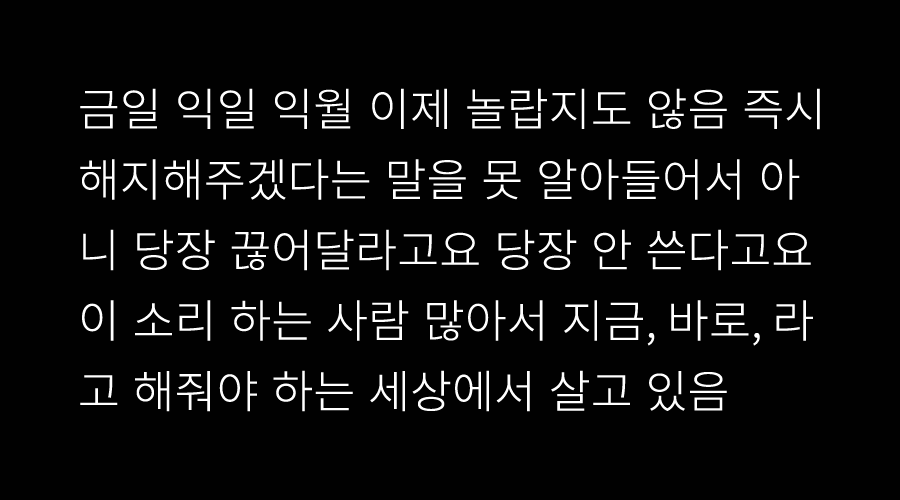 금일 익일 익월 이제 놀랍지도 않음 즉시
해지해주겠다는 말을 못 알아들어서 아
니 당장 끊어달라고요 당장 안 쓴다고요
이 소리 하는 사람 많아서 지금, 바로, 라
고 해줘야 하는 세상에서 살고 있음